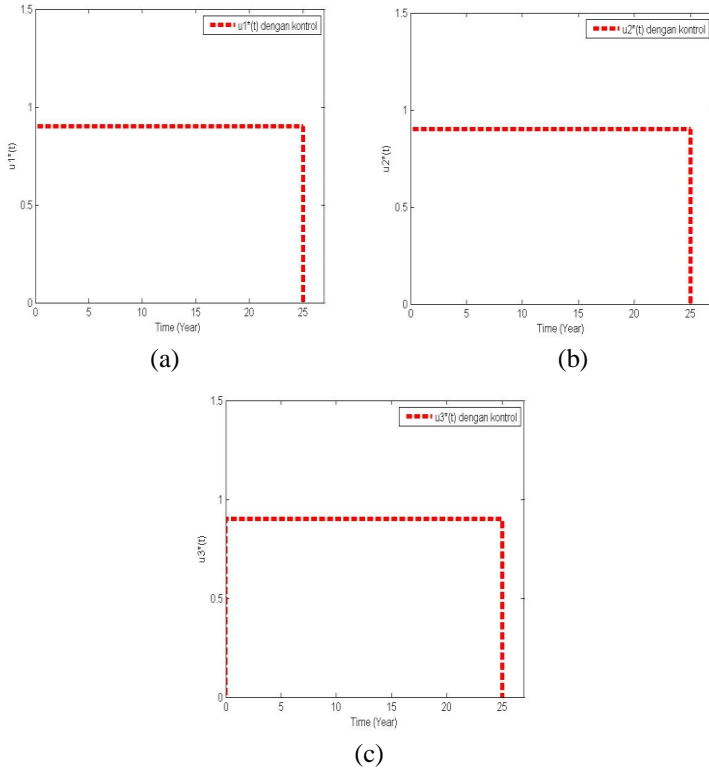 1.5
u1*(t) dengan kontrol
1
u1*(t)
0.5
0
0 5 10 15 20 25
Time (Year)
(a)
1.5
u2*(t) dengan kontrol
1
u2*(t)
0.5
0
0 5 10 15 20 25
Time (Year)
(b)
1.5
u3*(t) dengan kontrol
1
u3*(t)
0.5
0
0 5 10 15 20 25
Time (Year)
(c)